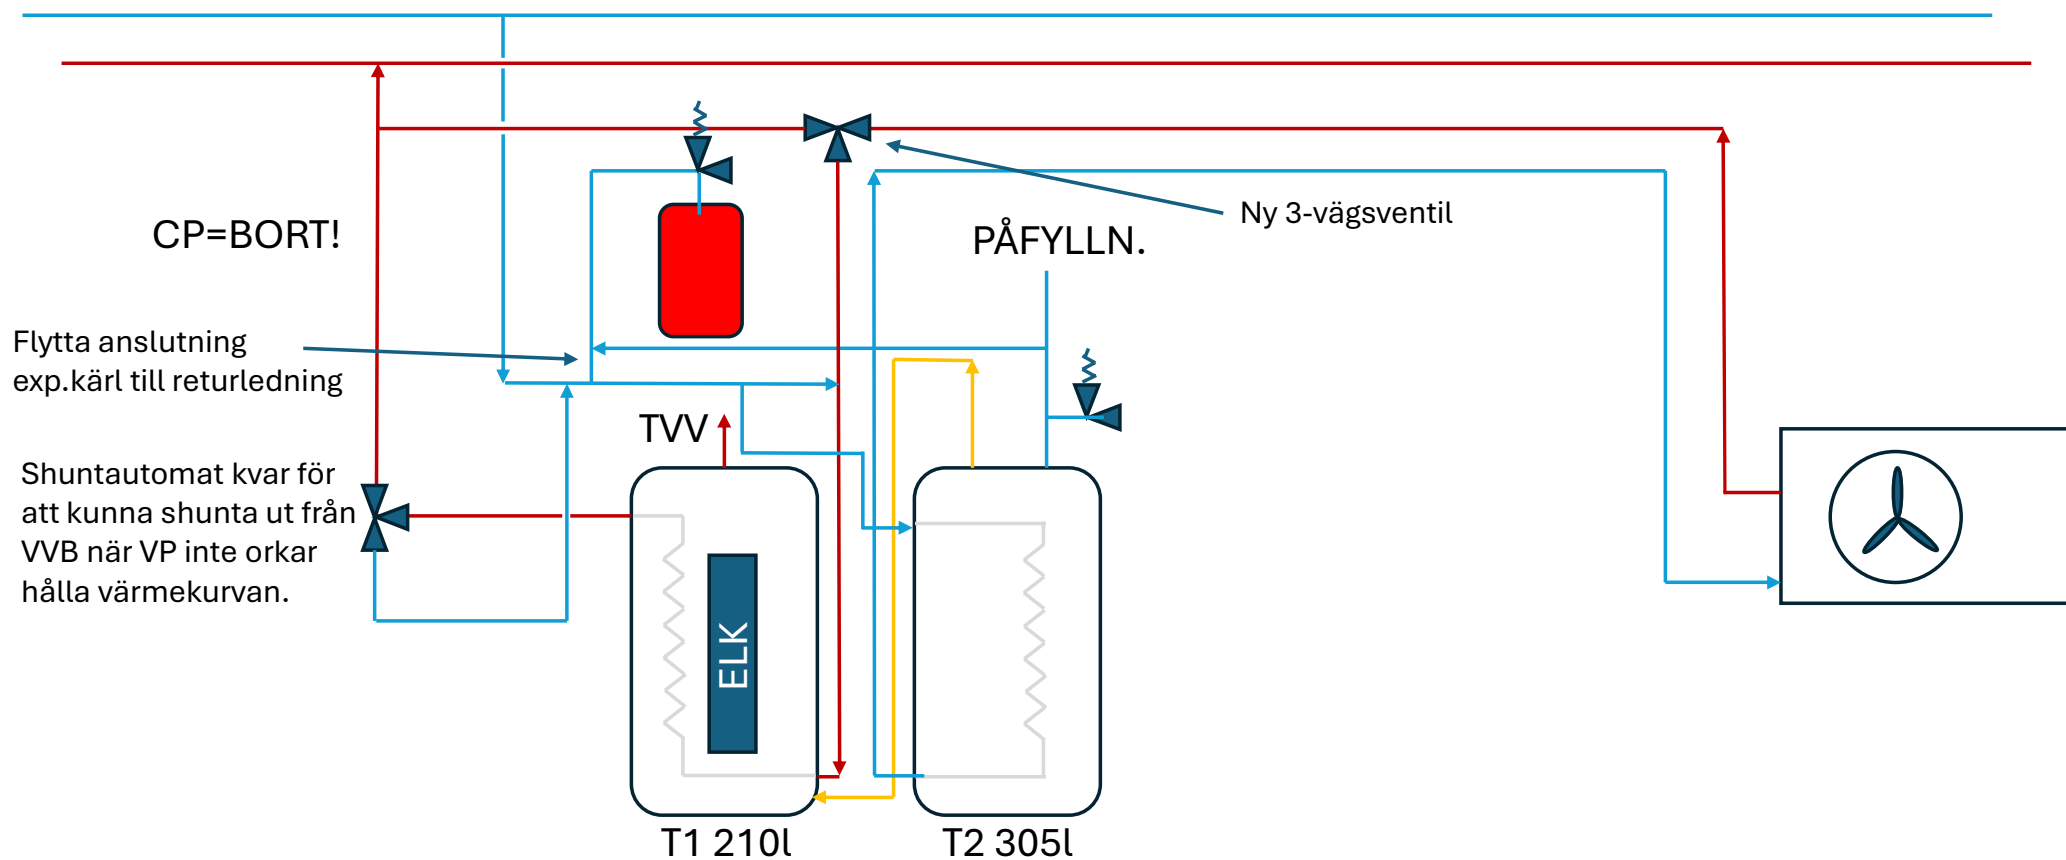 CP=BORT!
Ny 3-vägsventil
PÅFYLLN.
Flytta anslutning
exp.kärl till returledning
TVV
Shuntautomat kvar för
att kunna shunta ut från
VVB när VP inte orkar
hålla värmekurvan.
ELK
T1 210l
T2 305l